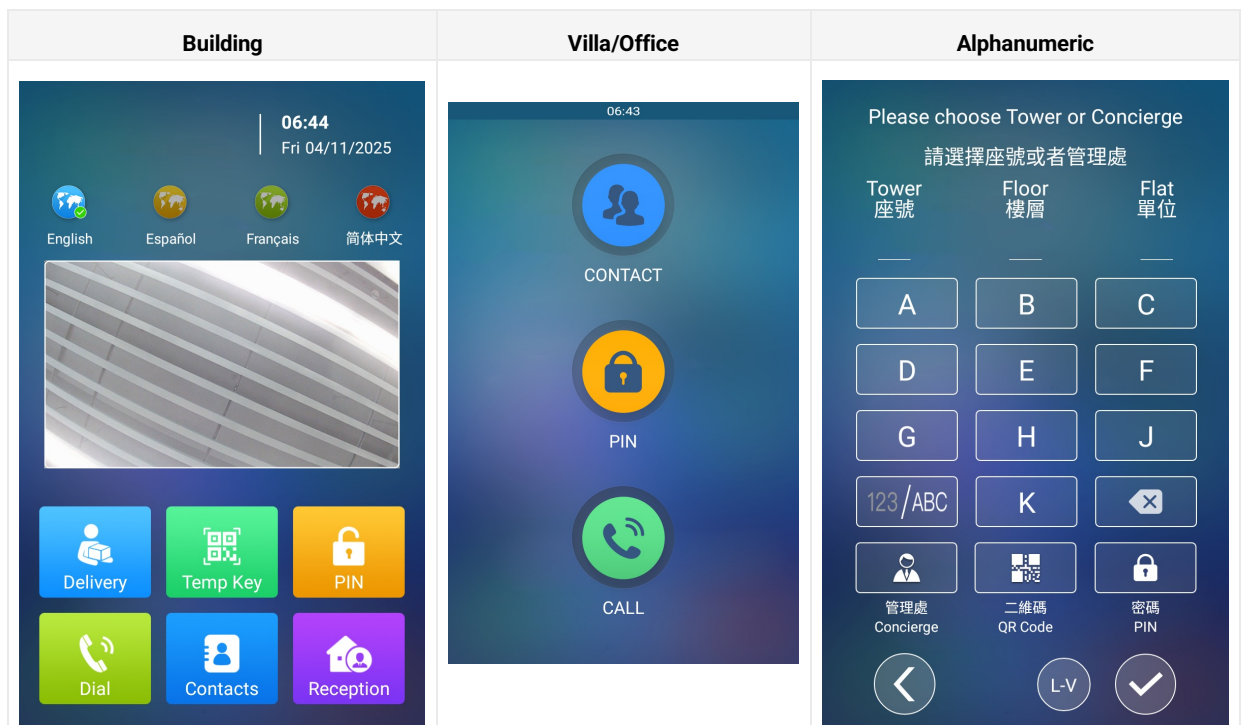 Building
Villa/Office
Alphanumeric
06:44
Fri 04/11/2025
English
Español
Français
简体中文
Delivery
Temp Key
PIN
Dial
Contacts
Reception
06:43
CONTACT
PIN
CALL
Please choose Tower or Concierge
請選擇座號或者管理處
Tower Floor Flat
座號 樓層 單位
A B C
D E F
G H J
123/ABC K
管理處 二維碼 密碼
Concierge QR Code PIN
L-V